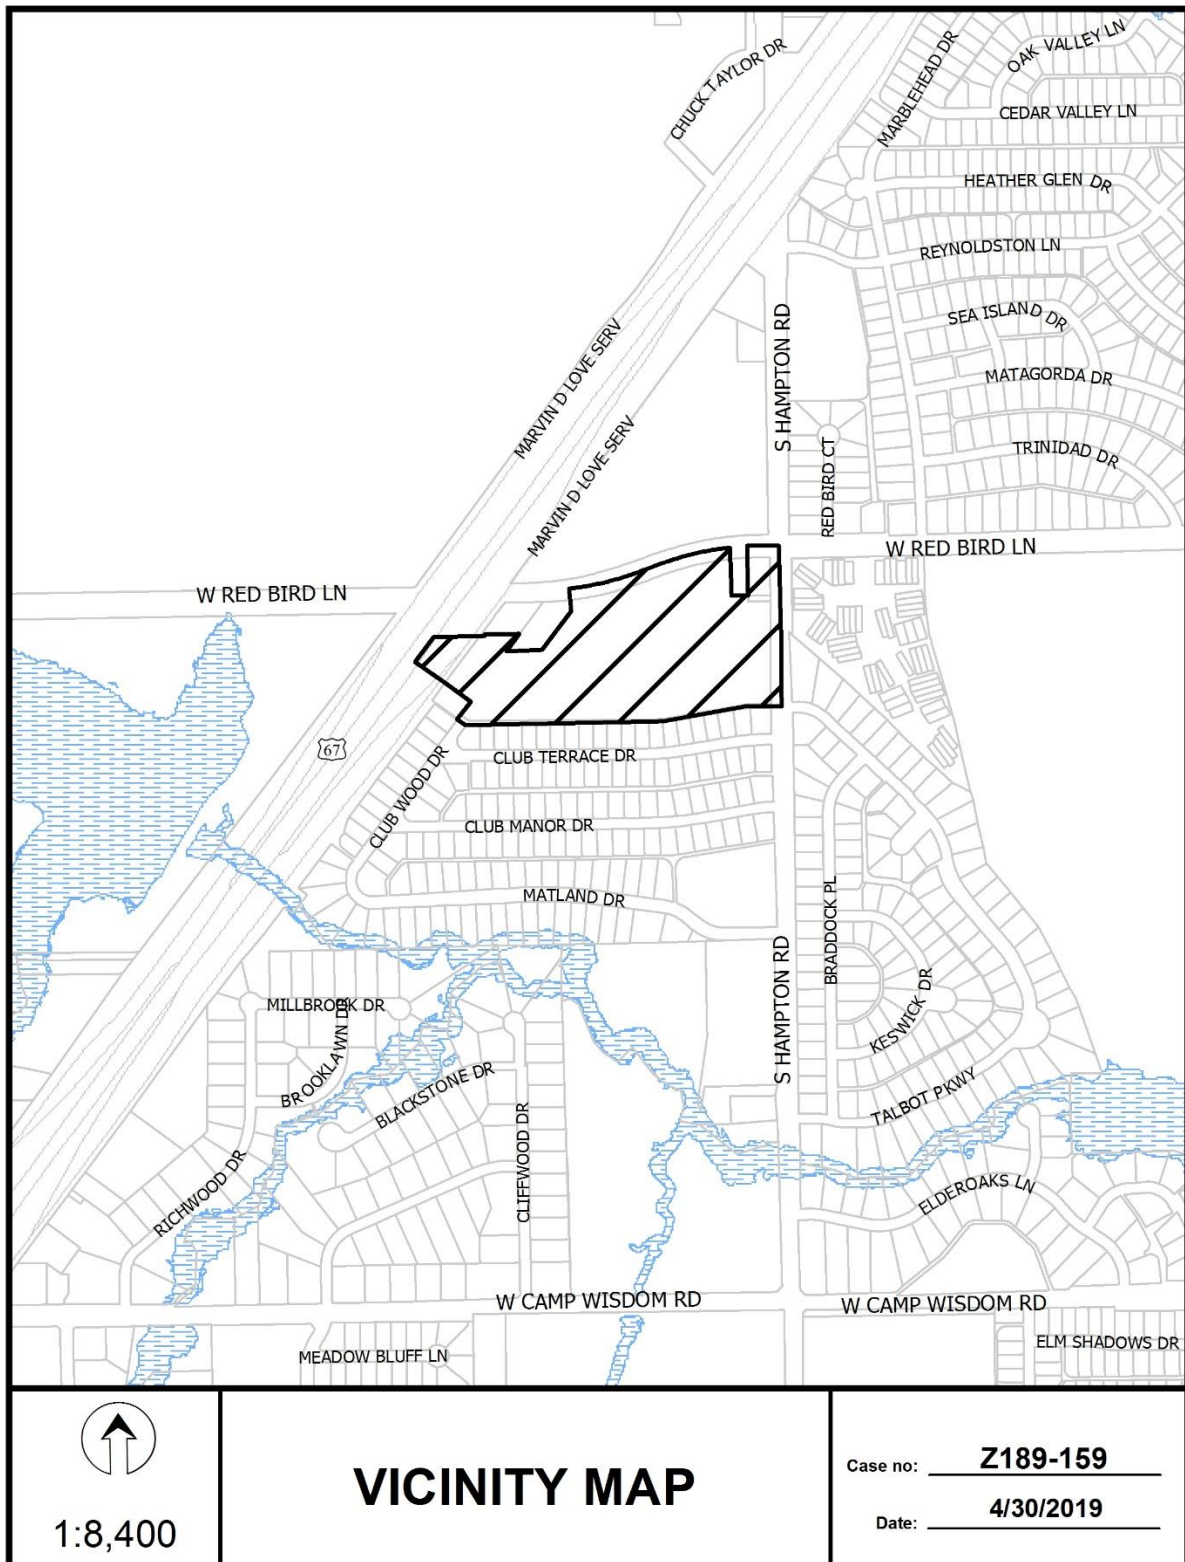 CHUCK TAYLOR DR
MARBLEHEAD DR
OAK VALLEY LN
CEDAR VALLEY LN
HEATHER GLEN DR
REYNOLDSTON LN
SEA ISLAND DR
MATAGORDA DR
TRINIDAD DR
S HAMPTON RD
RED BIRD CT
MARVIN D LOVE SERV
MARVIN D LOVE SERV
W RED BIRD LN
W RED BIRD LN
67
CLUB WOOD DR
CLUB TERRACE DR
CLUB MANOR DR
MATLAND DR
BRADDOCK PL
S HAMPTON RD
KESWICK DR
MILLBROOK DR
BROOKLAWN DR
BLACKSTONE DR
TALBOT PKWY
CLIFFWOOD DR
RICHWOOD DR
ELDEROAKS LN
W CAMP WISDOM RD
W CAMP WISDOM RD
MEADOW BLUFF LN
ELM SHADOWS DR
1:8,400
VICINITY MAP
Case no: Z189-159
Date: 4/30/2019